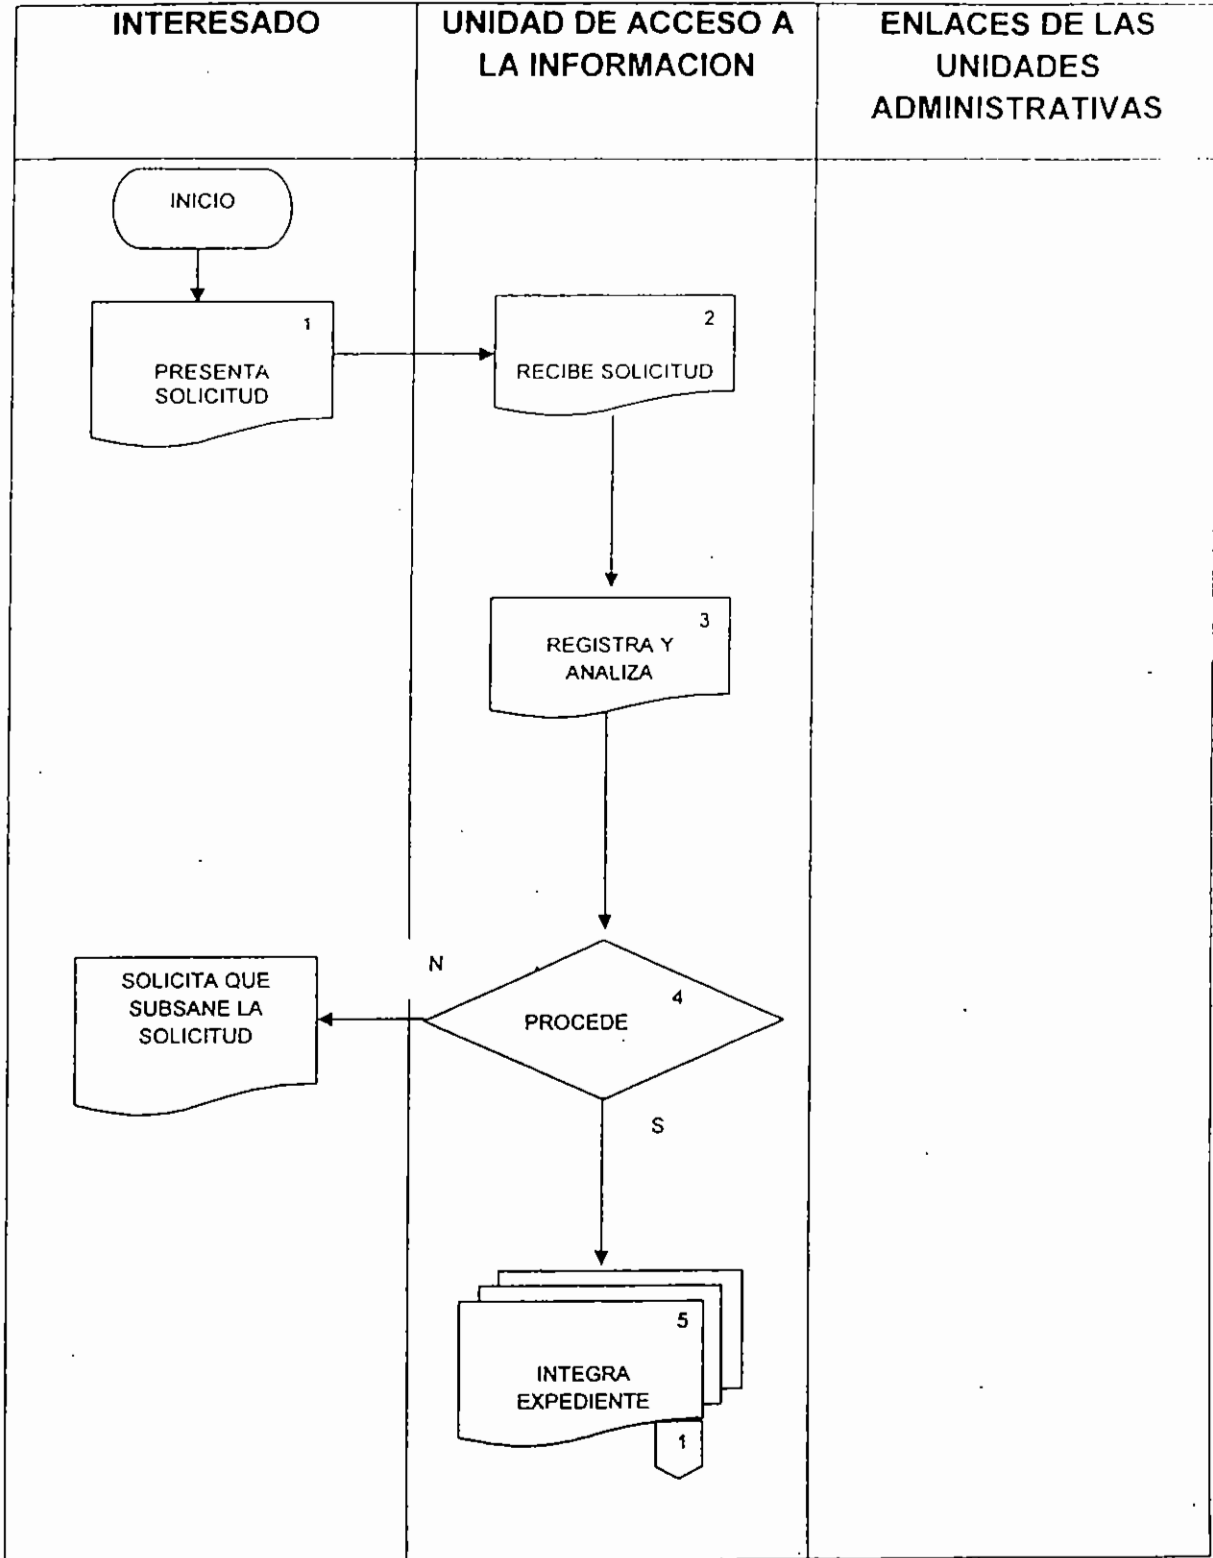 INTERESADO
UNIDAD DE ACCESO A
LA INFORMACION
ENLACES DE LAS
UNIDADES
ADMINISTRATIVAS
INICIO
1
PRESENTA
SOLICITUD
2
RECIBE SOLICITUD
3
REGISTRA Y
ANALIZA
N
4
PROCEDE
SOLICITA QUE
SUBSANE LA
SOLICITUD
S
5
INTEGRA
EXPEDIENTE
1